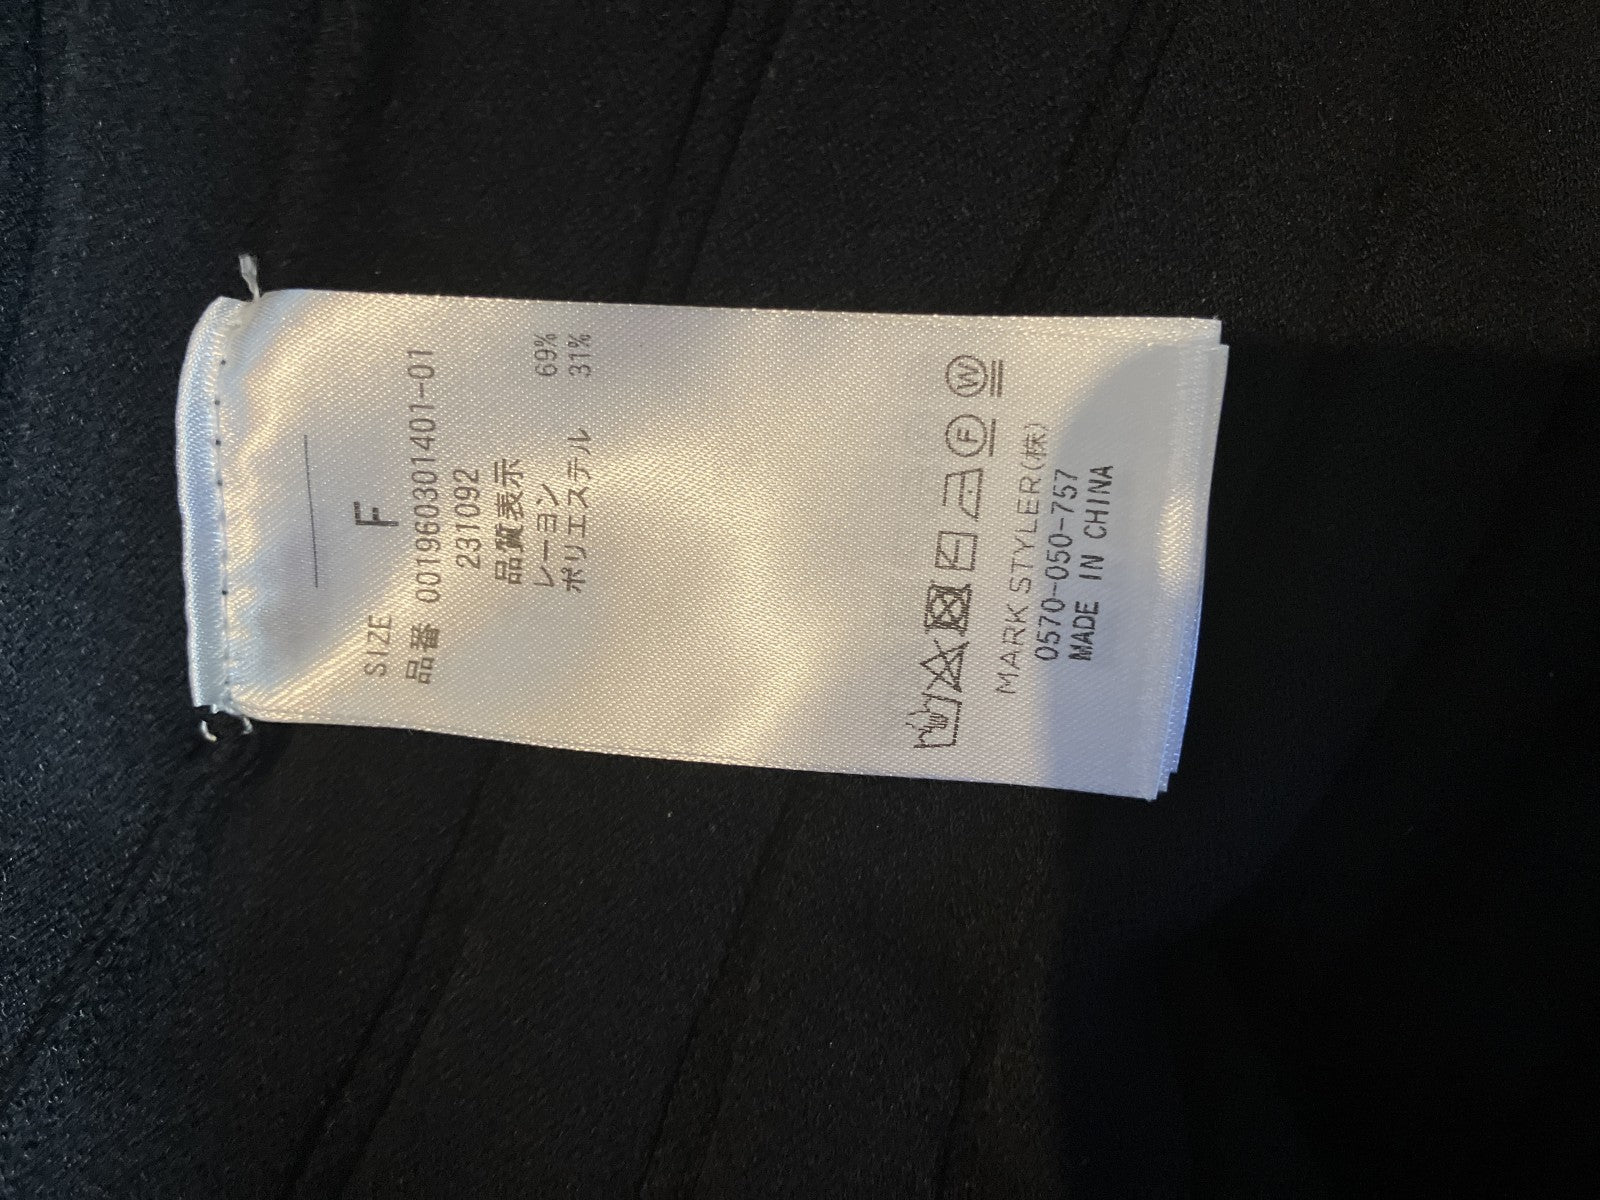 SIZE F
品番 001960301401-01
231092
品質表示
レーヨン 69%
ポリエステル 31%
F W
MARK STYLER(株)
0570-050-757
MADE IN CHINA